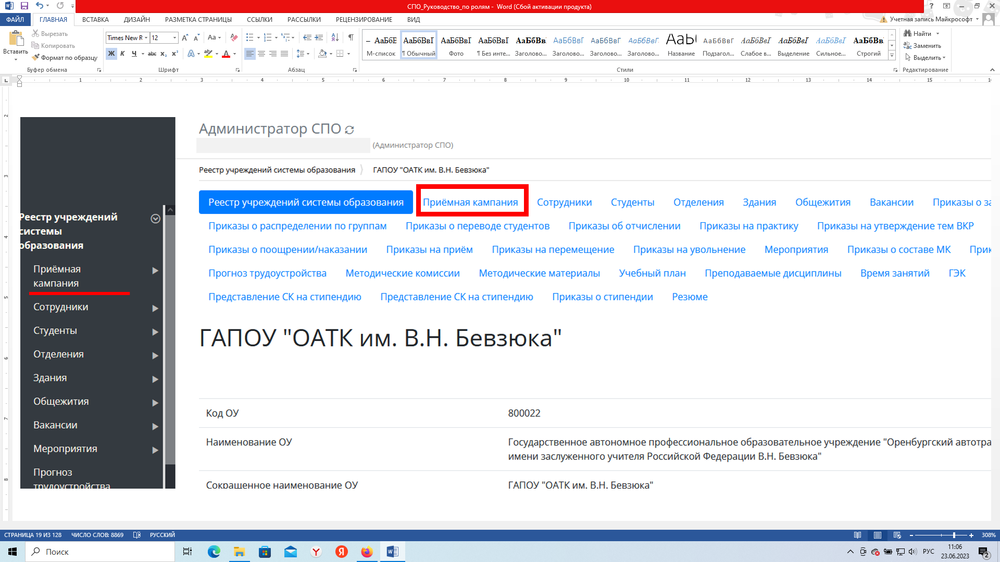 СПО_Руководство_по ролям - Word (Сбой активации продукта)
ФАЙЛ ГЛАВНАЯ ВСТАВКА ДИЗАЙН РАЗМЕТКА СТРАНИЦЫ ССЫЛКИ РАССЫЛКИ РЕЦЕНЗИРОВАНИЕ ВИД
Учетная запись Майкрософт
Вставить
Вырезать
Копировать
Формат по образцу
Буфер обмена
Times New R 12
Ж К Ч abc X₂ X²
Шрифт
Абзац
АаБбВ АаБбВвІ АаБбВвІ АаБбВвІ АаБбВв АаБбВвГ АаБбВвГ АаБбВвГ АаЬ АаБбВвГ АаБбВвІ АаБбВвІ АаБбВвІ АаБбВв
М-список ¶ Обычный Фото ¶ Без инте... Заголово... Заголово... Заголово... Заголово... Название Подзагол... Слабое в... Выделение Сильное... Строгий
Стили
Найти
Заменить
Выделить
Редактирование
1 2 3 4 5 6 7 8 9 10 11 12 13 14 15
Администратор СПО
(Администратор СПО)
Реестр учреждений системы образования ГАПОУ "ОАТК им. В.Н. Бевзюка"
Реестр учреждений системы образования Приёмная кампания Сотрудники Студенты Отделения Здания Общежития Вакансии Приказы о за
Приказы о распределении по группам Приказы о переводе студентов Приказы об отчислении Приказы на практику Приказы на утверждение тем ВКР
Приказы о поощрении/наказании Приказы на приём Приказы на перемещение Приказы на увольнение Мероприятия Приказы о составе МК Прик
Прогноз трудоустройства Методические комиссии Методические материалы Учебный план Преподаваемые дисциплины Время занятий ГЭК
Представление СК на стипендию Представление СК на стипендию Приказы о стипендии Резюме
Реестр учреждений
системы
образования
Приёмная
кампания
Сотрудники
Студенты
Отделения
Здания
Общежития
Вакансии
Мероприятия
Прогноз
трудоустройства
ГАПОУ "ОАТК им. В.Н. Бевзюка"
Код ОУ 800022
Наименование ОУ Государственное автономное профессиональное образовательное учреждение "Оренбургский автотра
имени заслуженного учителя Российской Федерации В.Н. Бевзюка"
Сокращенное наименование ОУ ГАПОУ "ОАТК им. В.Н. Бевзюка"
СТРАНИЦА 19 ИЗ 128 ЧИСЛО СЛОВ: 8869 РУССКИЙ 308%
Поиск
РУС
11:06
23.06.2023
2